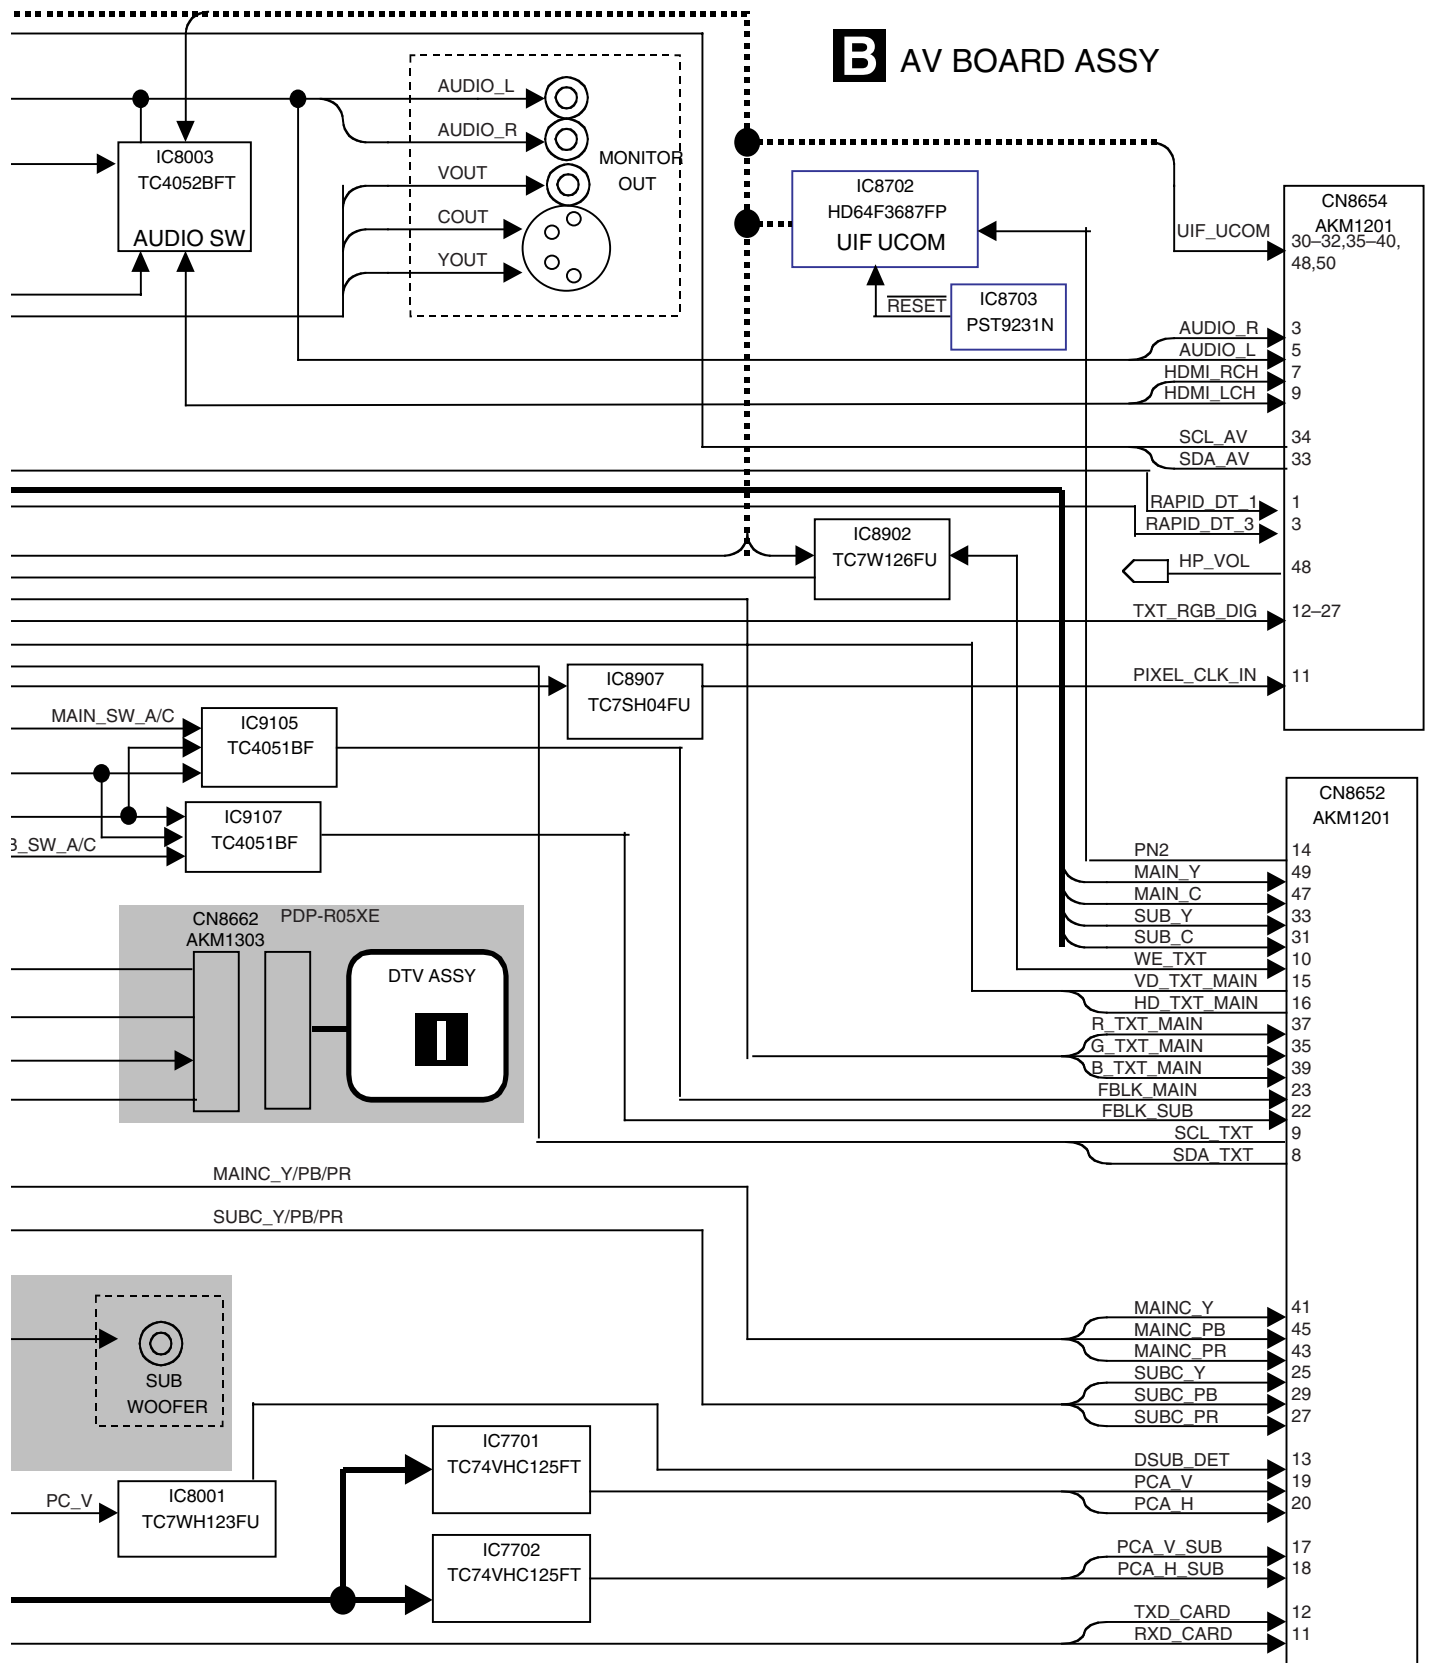 B AV BOARD ASSY
AUDIO_L
AUDIO_R
VOUT
COUT
YOUT
MONITOR
OUT
IC8003
TC4052BFT
AUDIO SW
IC8702
HD64F3687FP
UIF UCOM
RESET
IC8703
PST9231N
CN8654
AKM1201
UIF_UCOM 30–32,35–40,
48,50
AUDIO_R 3
AUDIO_L 5
HDMI_RCH 7
HDMI_LCH 9
SCL_AV 34
SDA_AV 33
RAPID_DT_1 1
RAPID_DT_3 3
HP_VOL 48
TXT_RGB_DIG 12–27
PIXEL_CLK_IN 11
IC8902
TC7W126FU
IC8907
TC7SH04FU
MAIN_SW_A/C
IC9105
TC4051BF
IC9107
TC4051BF
B_SW_A/C
CN8662
AKM1303
PDP-R05XE
DTV ASSY
I
CN8652
AKM1201
PN2 14
MAIN_Y 49
MAIN_C 47
SUB_Y 33
SUB_C 31
WE_TXT 10
VD_TXT_MAIN 15
HD_TXT_MAIN 16
R_TXT_MAIN 37
G_TXT_MAIN 35
B_TXT_MAIN 39
FBLK_MAIN 23
FBLK_SUB 22
SCL_TXT 9
SDA_TXT 8
MAINC_Y/PB/PR
SUBC_Y/PB/PR
MAINC_Y 41
MAINC_PB 45
MAINC_PR 43
SUBC_Y 25
SUBC_PB 29
SUBC_PR 27
SUB
WOOFER
DSUB_DET 13
PCA_V 19
PCA_H 20
PCA_V_SUB 17
PCA_H_SUB 18
TXD_CARD 12
RXD_CARD 11
IC7701
TC74VHC125FT
PC_V
IC8001
TC7WH123FU
IC7702
TC74VHC125FT